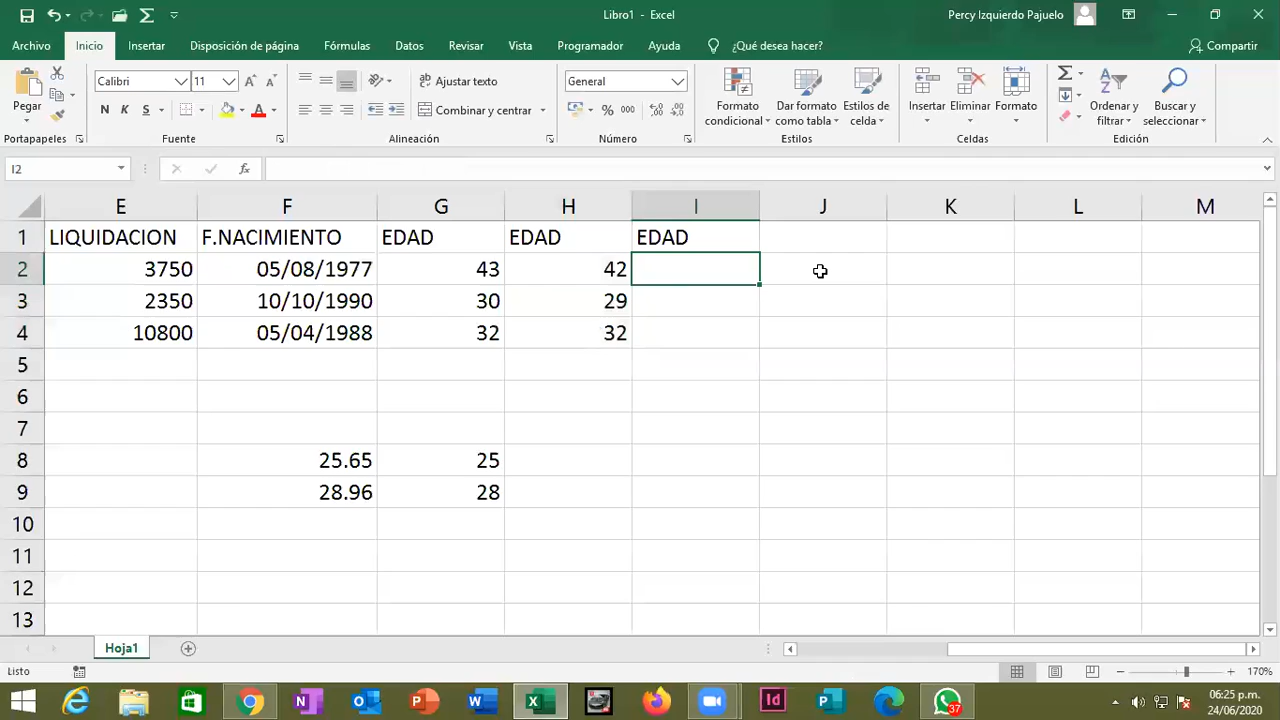 Libro1 - Excel
Percy Izquierdo Pajuelo
Archivo Inicio Insertar Disposición de página Fórmulas Datos Revisar Vista Programador Ayuda ¿Qué desea hacer? Compartir
Pegar
Calibri 11
N K S
Ajustar texto
Combinar y centrar
General
% 000
Formato condicional
Dar formato como tabla
Estilos de celda
Insertar
Eliminar
Formato
Ordenar y filtrar
Buscar y seleccionar
Portapapeles Fuente Alineación Número Estilos Celdas Edición
I2 fx
E F G H I J K L M
1 LIQUIDACION F.NACIMIENTO EDAD EDAD EDAD
2 3750 05/08/1977 43 42
3 2350 10/10/1990 30 29
4 10800 05/04/1988 32 32
5
6
7
8 25.65 25
9 28.96 28
10
11
12
13
Hoja1
Listo 170%
37
06:25 p.m.
24/06/2020